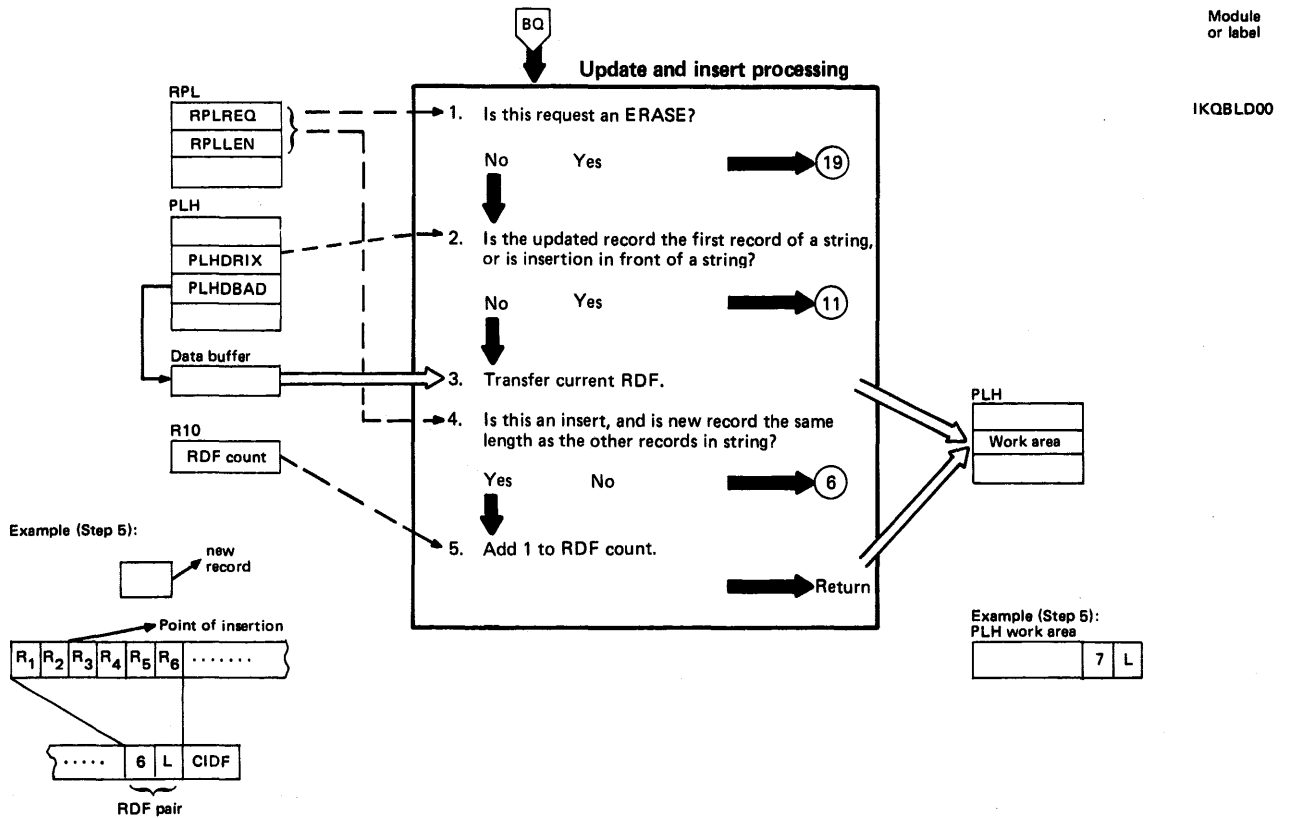 BQ
Module
or label
Update and insert processing
RPL
RPLREQ
RPLLEN
1. Is this request an ERASE?
IKQBLD00
No Yes 19
PLH
PLHDRIX
PLHDBAD
2. Is the updated record the first record of a string,
or is insertion in front of a string?
No Yes 11
Data buffer
3. Transfer current RDF.
PLH
Work area
4. Is this an insert, and is new record the same
length as the other records in string?
R10
RDF count
Yes No 6
Example (Step 5):
new
record
5. Add 1 to RDF count.
Return
Point of insertion
R1 R2 R3 R4 R5 R6 .......
Example (Step 5):
PLH work area
7 L
..... 6 L CIDF
RDF pair